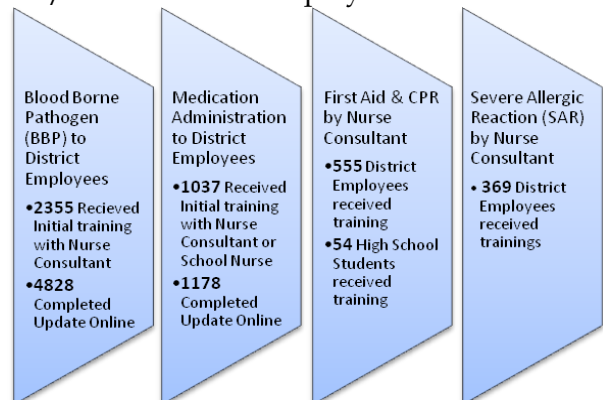 Blood Borne
Pathogen
(BBP) to
District
Employees
•2355 Recieved
Initial training
with Nurse
Consultant
•4828
Completed
Update Online
Medication
Administration
to District
Employees
•1037 Received
Initial training
with Nurse
Consultant or
School Nurse
•1178
Completed
Update Online
First Aid & CPR
by Nurse
Consultant
•555 District
Employees
received
training
•54 High School
Students
received
training
Severe Allergic
Reaction (SAR)
by Nurse
Consultant
• 369 District
Employees
received
trainings